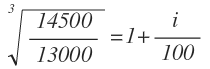 ∛(14500/13000) = 1 + i/100